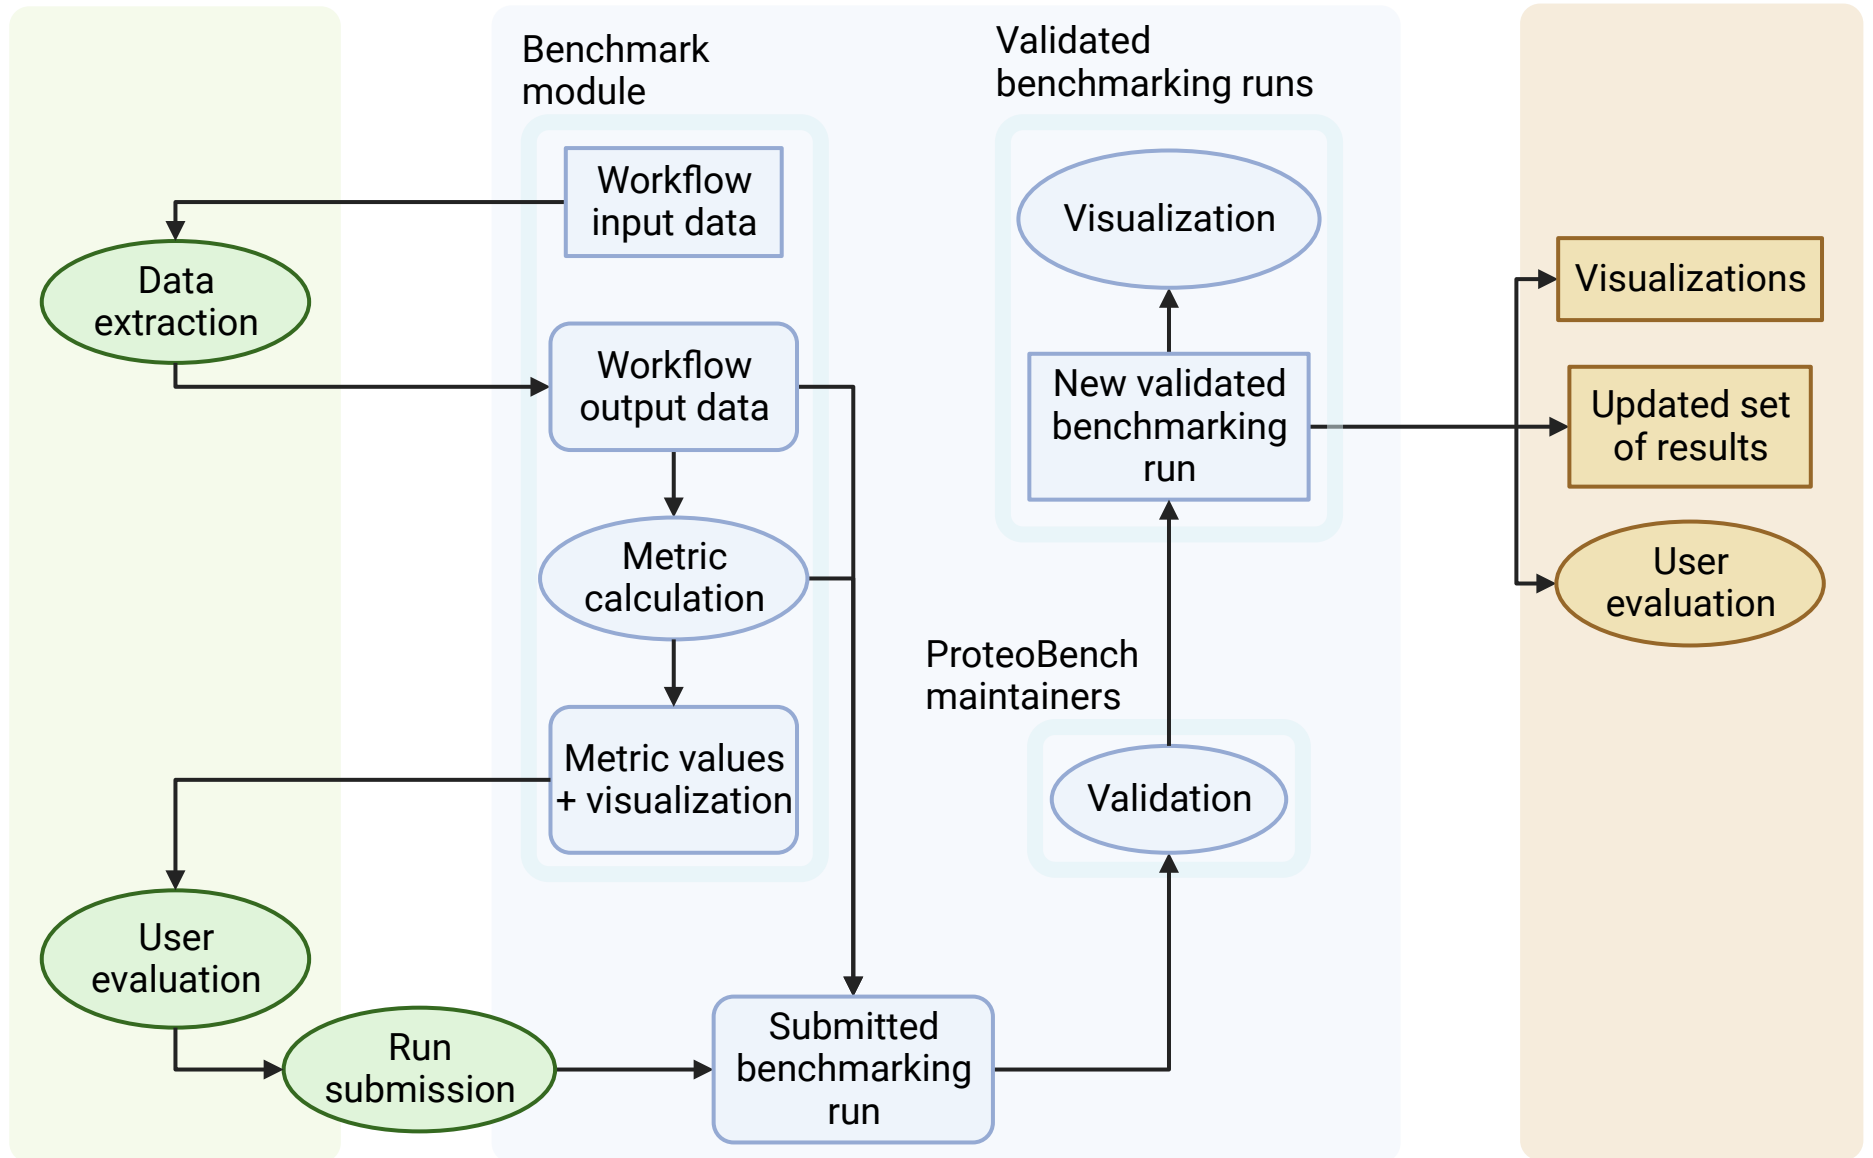 Benchmark
module
Workflow
input data
Data
extraction
Workflow
output data
Metric
calculation
Metric values
+ visualization
User
evaluation
Run
submission
Submitted
benchmarking
run
ProteoBench
maintainers
Validation
Validated
benchmarking runs
Visualization
New validated
benchmarking
run
Visualizations
Updated set
of results
User
evaluation